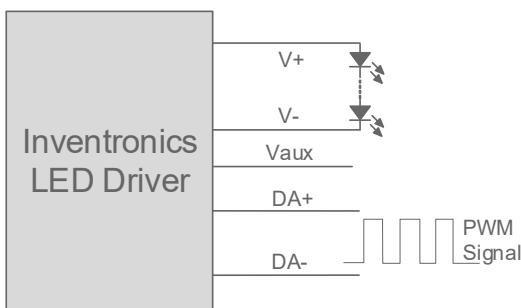 V+
V-
Inventronics
LED Driver
Vaux
DA+
PWM
Signal
DA-